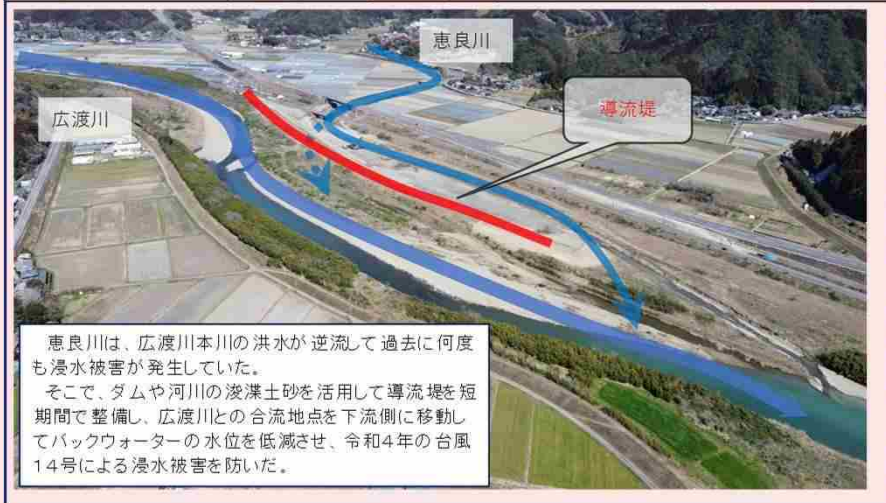 恵良川
導流堤
広渡川
恵良川は、広渡川本川の洪水が逆流して過去に何度
も浸水被害が発生していた。
そこで、ダムや河川の浚渫土砂を活用して導流堤を短
期間で整備し、広渡川との合流地点を下流側に移動し
てバックウォーターの水位を低減させ、令和4年の台風
14号による浸水被害を防いだ。